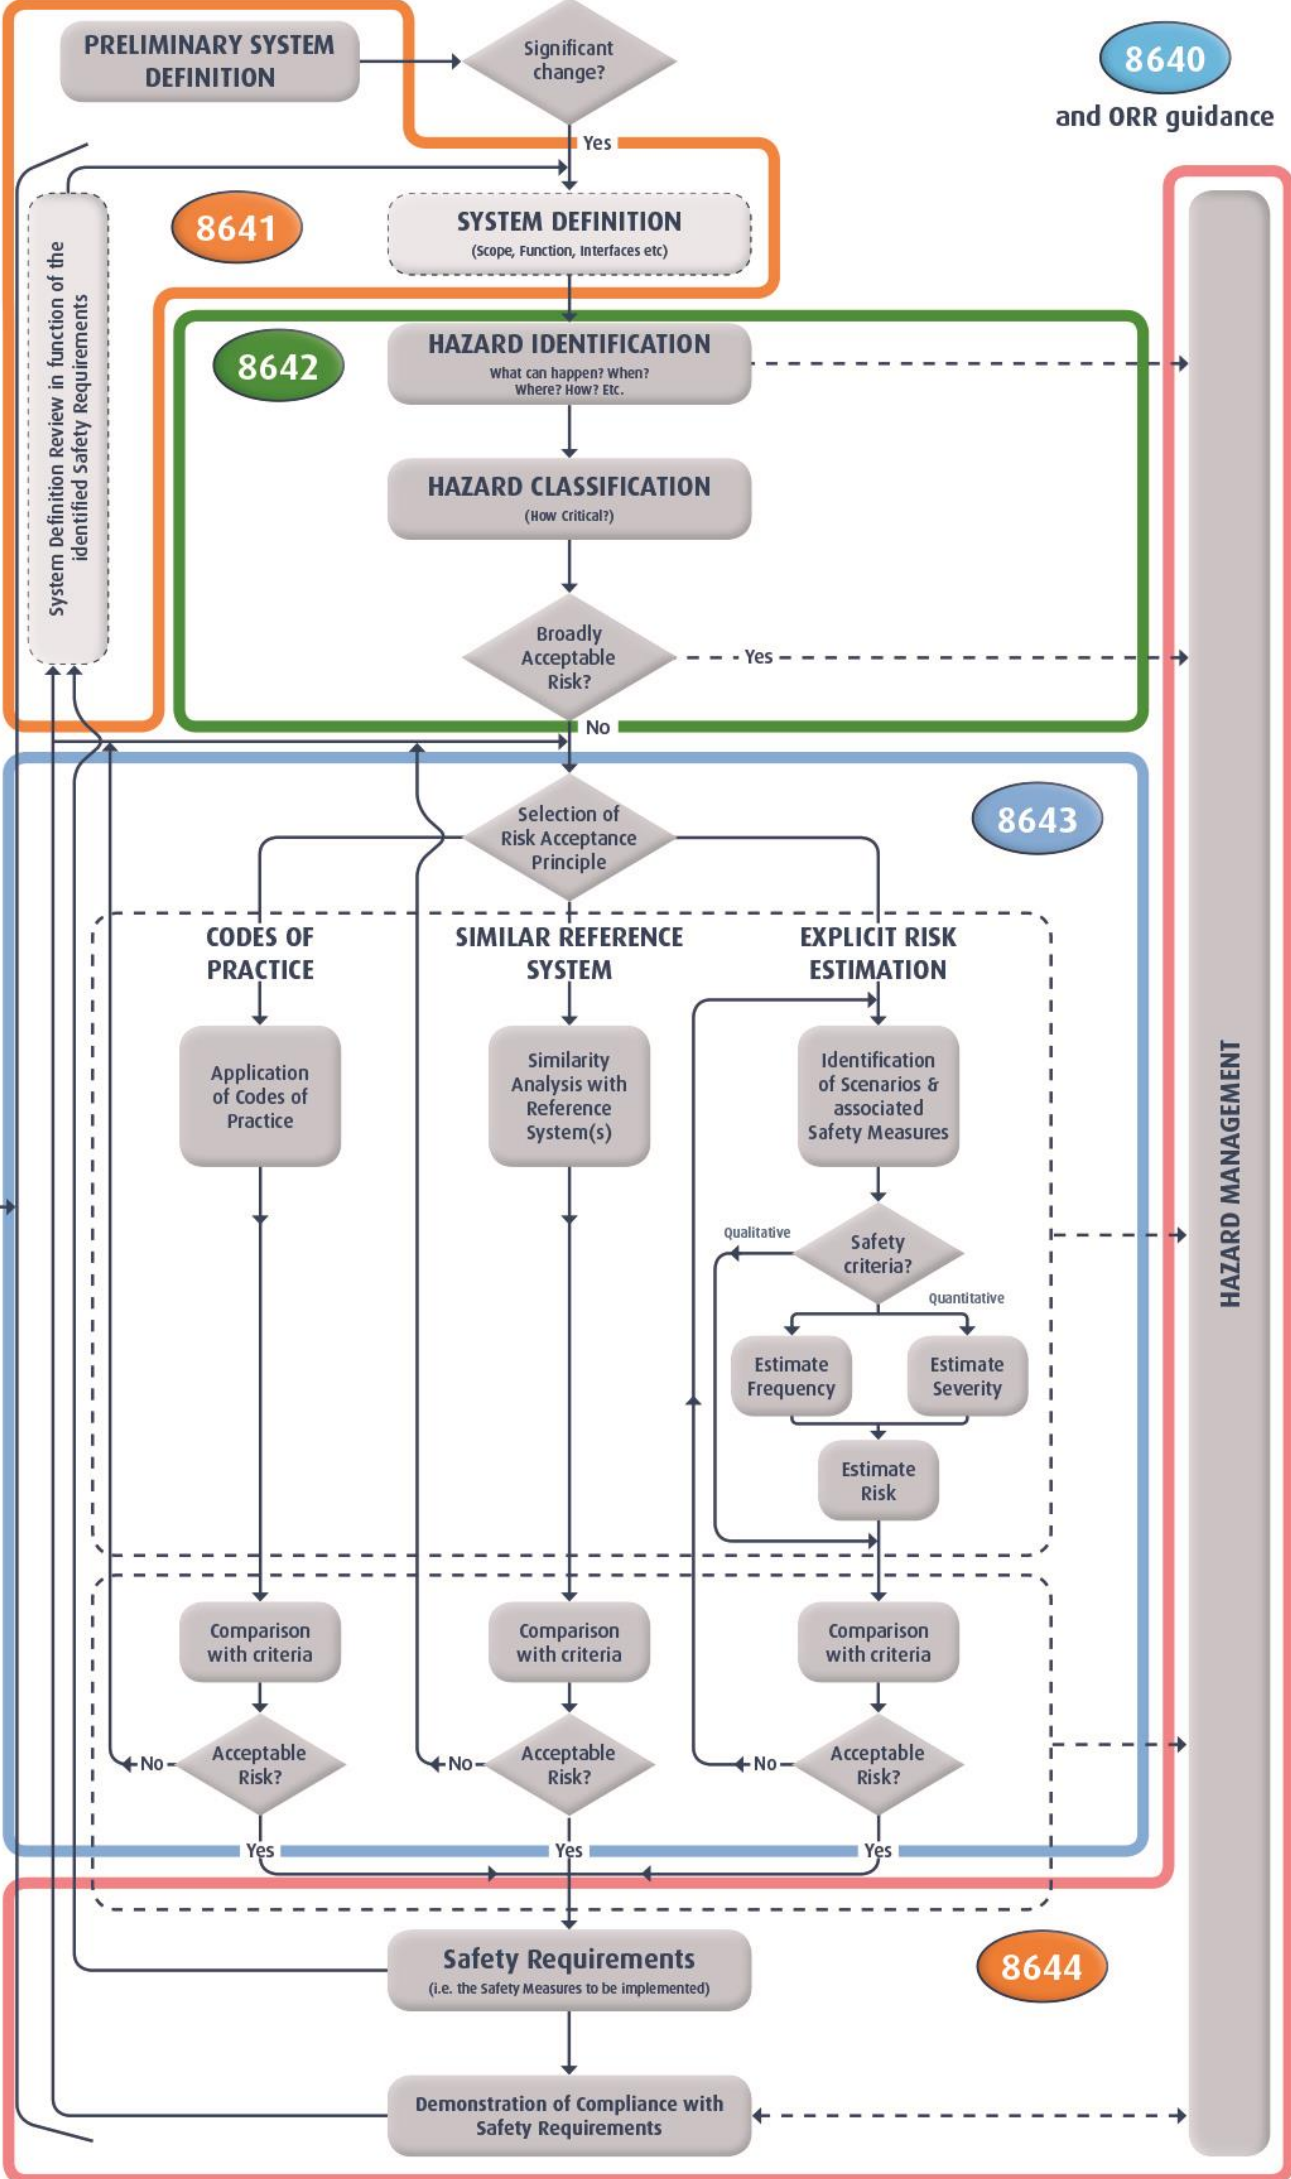 PRELIMINARY SYSTEM
DEFINITION
Significant
change?
8640
and ORR guidance
Yes
8641
SYSTEM DEFINITION
(Scope, Function, Interfaces etc)
System Definition Review in function of the
identified Safety Requirements
8642
HAZARD IDENTIFICATION
What can happen? When?
Where? How? Etc.
HAZARD CLASSIFICATION
(How Critical?)
Broadly
Acceptable
Risk?
Yes
No
8643
Selection of
Risk Acceptance
Principle
CODES OF
PRACTICE
SIMILAR REFERENCE
SYSTEM
EXPLICIT RISK
ESTIMATION
Application
of Codes of
Practice
Similarity
Analysis with
Reference
System(s)
Identification
of Scenarios &
associated
Safety Measures
HAZARD MANAGEMENT
Qualitative
Safety
criteria?
Quantitative
Estimate
Frequency
Estimate
Severity
Estimate
Risk
Comparison
with criteria
Comparison
with criteria
Comparison
with criteria
No
Acceptable
Risk?
No
Acceptable
Risk?
No
Acceptable
Risk?
Yes
Yes
Yes
Safety Requirements
(i.e. the Safety Measures to be implemented)
8644
Demonstration of Compliance with
Safety Requirements